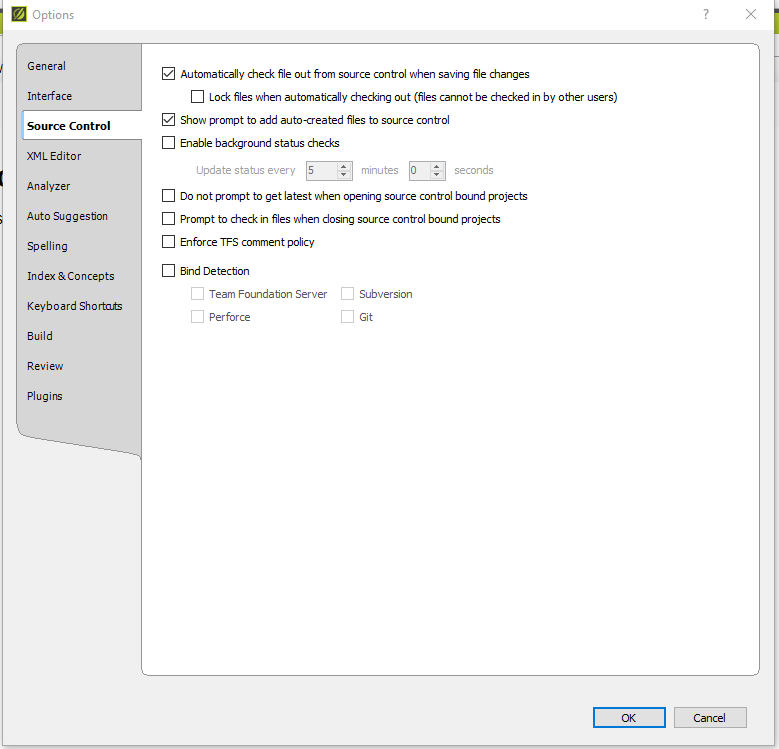 Options
?
General
Interface
Source Control
XML Editor
Analyzer
Auto Suggestion
Spelling
Index & Concepts
Keyboard Shortcuts
Build
Review
Plugins
Automatically check file out from source control when saving file changes
Lock files when automatically checking out (files cannot be checked in by other users)
Show prompt to add auto-created files to source control
Enable background status checks
Update status every 5 minutes 0 seconds
Do not prompt to get latest when opening source control bound projects
Prompt to check in files when closing source control bound projects
Enforce TFS comment policy
Bind Detection
Team Foundation Server Subversion
Perforce Git
OK Cancel